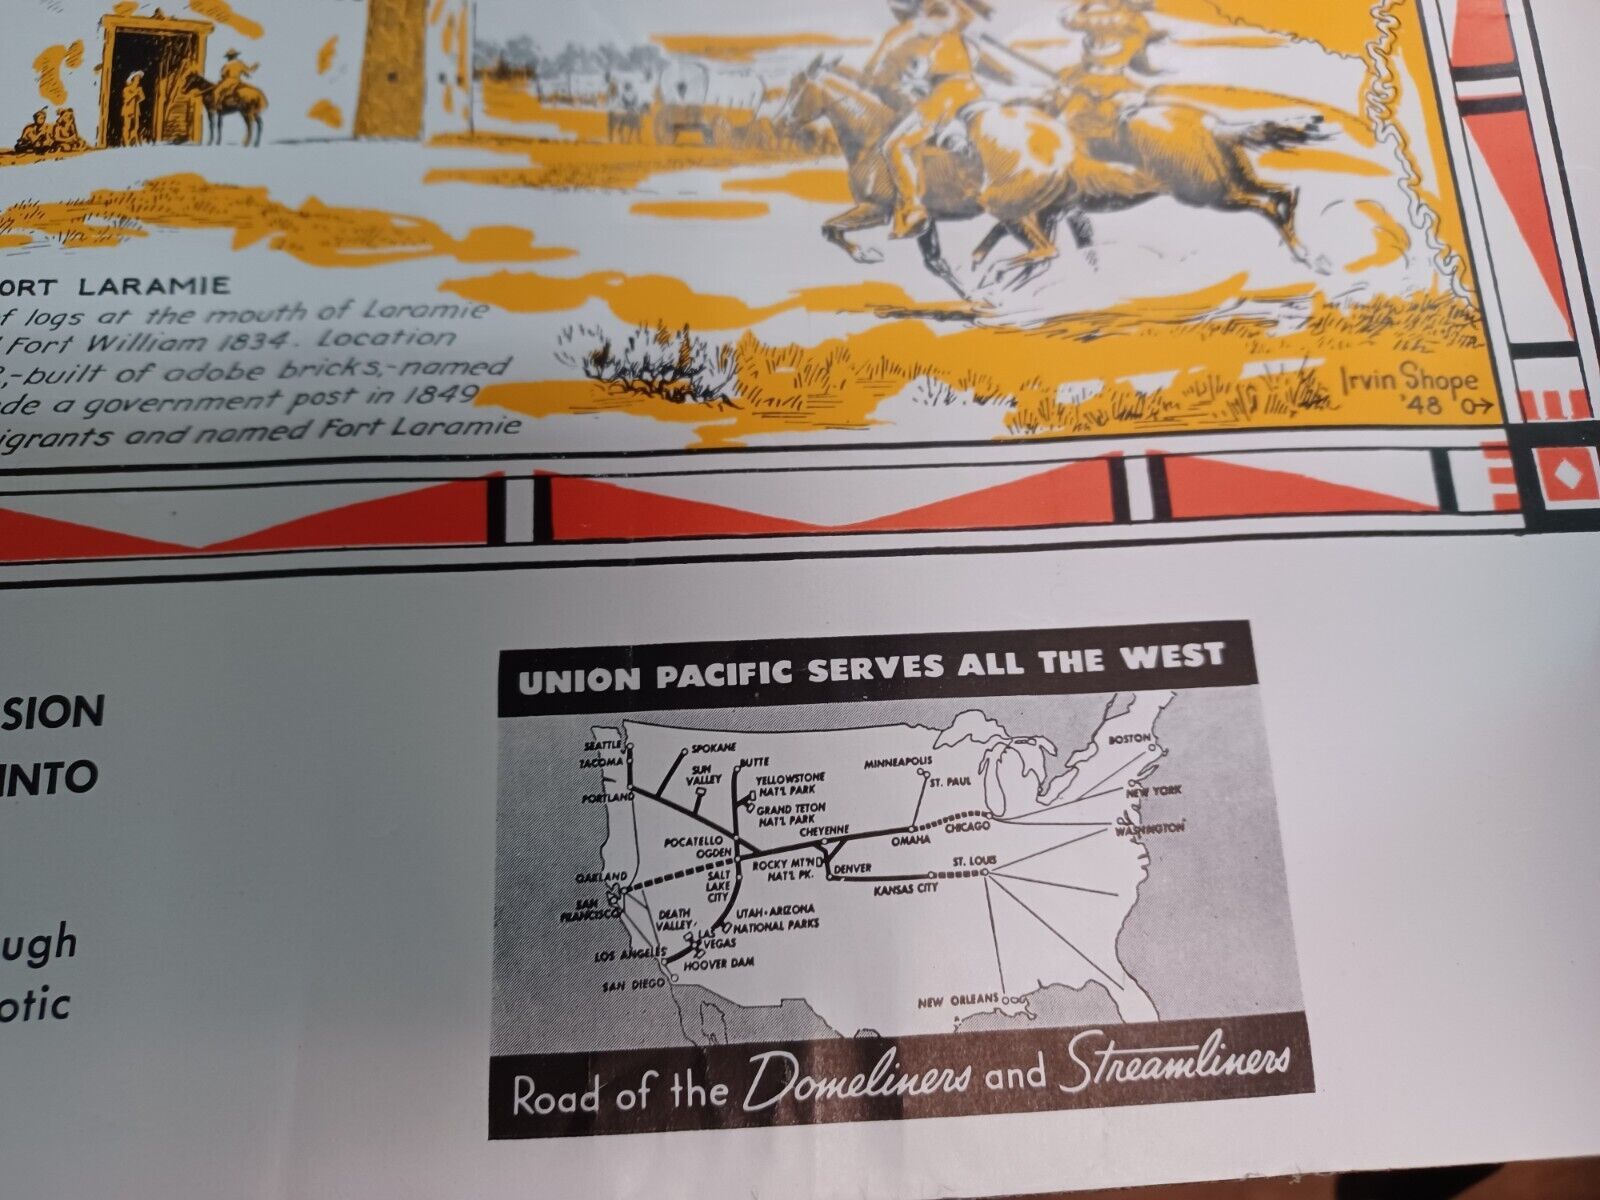 ORT LARAMIE
f logs at the mouth of Laramie
Fort William 1834. Location
,-built of adobe bricks,-named
de a government post in 1849
igrants and named Fort Laramie
Irvin Shope
'48
SION
INTO
ugh
otic
UNION PACIFIC SERVES ALL THE WEST
SEATTLE
TACOMA
SPOKANE
PORTLAND
SUN
VALLEY
BUTTE
YELLOWSTONE
NAT'L PARK
GRAND TETON
NAT'L PARK
MINNEAPOLIS
ST. PAUL
BOSTON
NEW YORK
WASHINGTON
CHICAGO
OMAHA
CHEYENNE
POCATELLO
OGDEN
ROCKY MT'N
NAT'L PK.
DENVER
KANSAS CITY
ST. LOUIS
SALT
LAKE
CITY
OAKLAND
SAN
FRANCISCO
DEATH
VALLEY
UTAH-ARIZONA
NATIONAL PARKS
LAS
VEGAS
LOS ANGELES
HOOVER DAM
SAN DIEGO
NEW ORLEANS
Road of the Domeliners and Streamliners